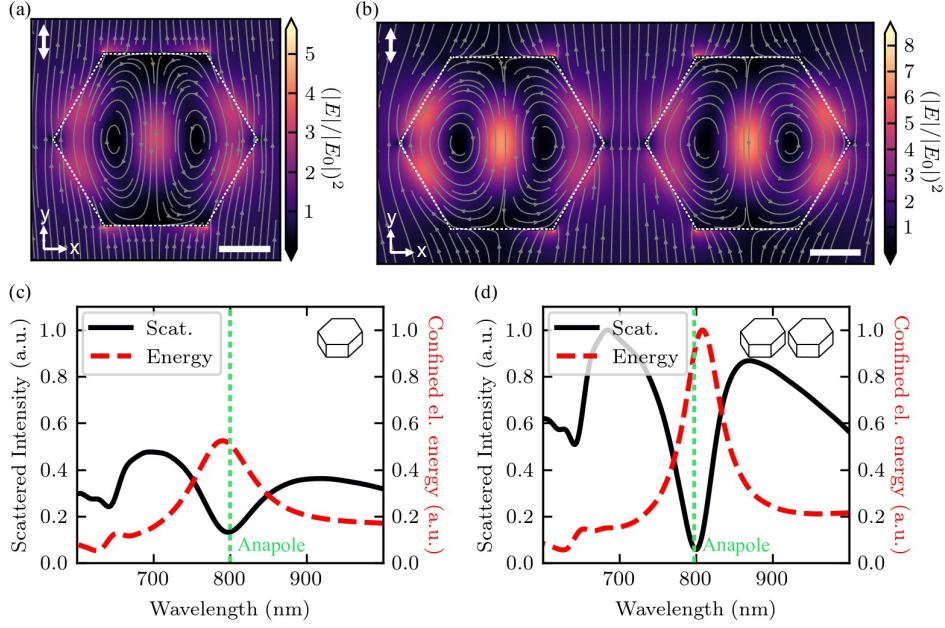 (a)
y
x
5
4
3
2
1
(|E|/|E₀|)²
(b)
y
x
8
7
6
5
4
3
2
1
(|E|/|E₀|)²
(c)
Scattered Intensity (a.u.)
1.0
0.8
0.6
0.4
0.2
0.0
Scat.
Energy
Anapole
1.0
0.8
0.6
0.4
0.2
0.0
Confined el. energy (a.u.)
700 800 900
Wavelength (nm)
(d)
Scattered Intensity (a.u.)
1.0
0.8
0.6
0.4
0.2
0.0
Scat.
Energy
Anapole
1.0
0.8
0.6
0.4
0.2
0.0
Confined el. energy (a.u.)
700 800 900
Wavelength (nm)